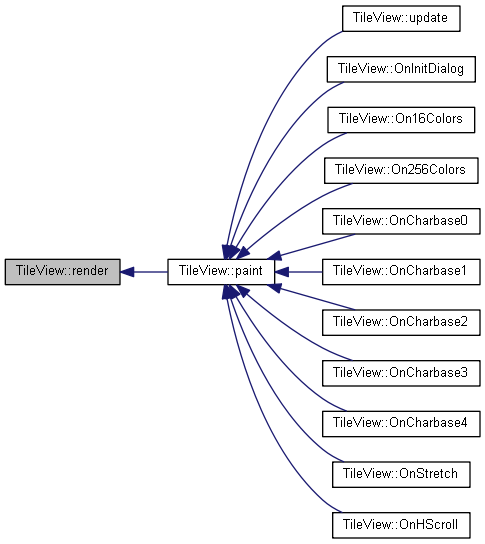 TileView::update
TileView::OnInitDialog
TileView::On16Colors
TileView::On256Colors
TileView::OnCharbase0
TileView::render
TileView::paint
TileView::OnCharbase1
TileView::OnCharbase2
TileView::OnCharbase3
TileView::OnCharbase4
TileView::OnStretch
TileView::OnHScroll